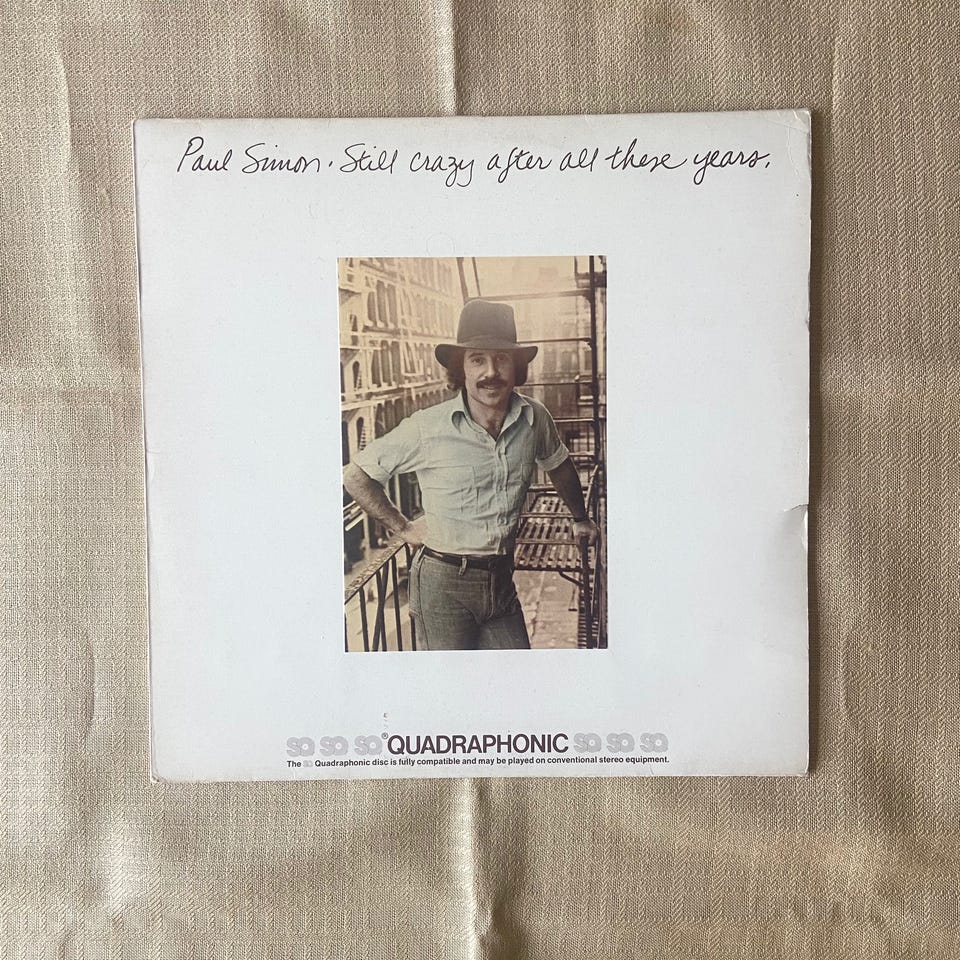 Paul Simon · Still crazy after all these years.
SQ SQ SQ® QUADRAPHONIC SQ SQ SQ
The SQ Quadraphonic disc is fully compatible and may be played on conventional stereo equipment.